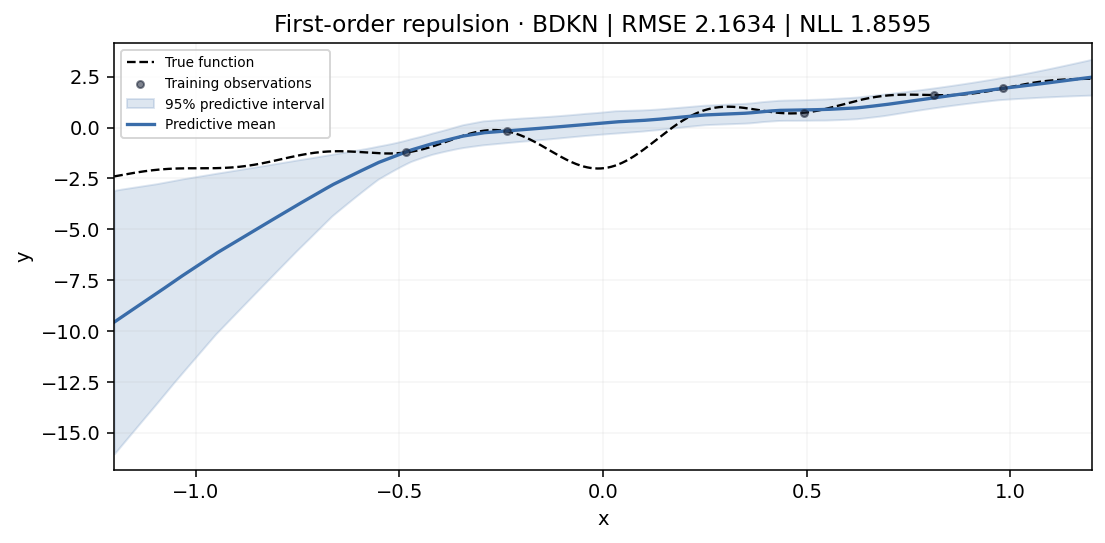 First-order repulsion · BDKN | RMSE 2.1634 | NLL 1.8595
True function
Training observations
95% predictive interval
Predictive mean
2.5
0.0
−2.5
−5.0
−7.5
−10.0
−12.5
−15.0
y
−1.0
−0.5
0.0
0.5
1.0
x